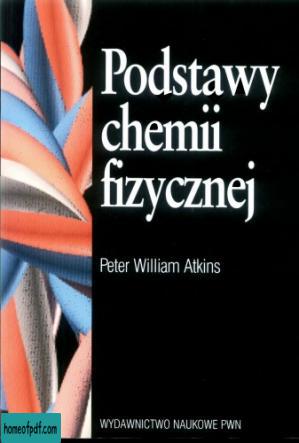 Podstawy
chemii
fizycznej
Peter William Atkins
homeofpdf.com
WYDAWNICTWO NAUKOWE PWN